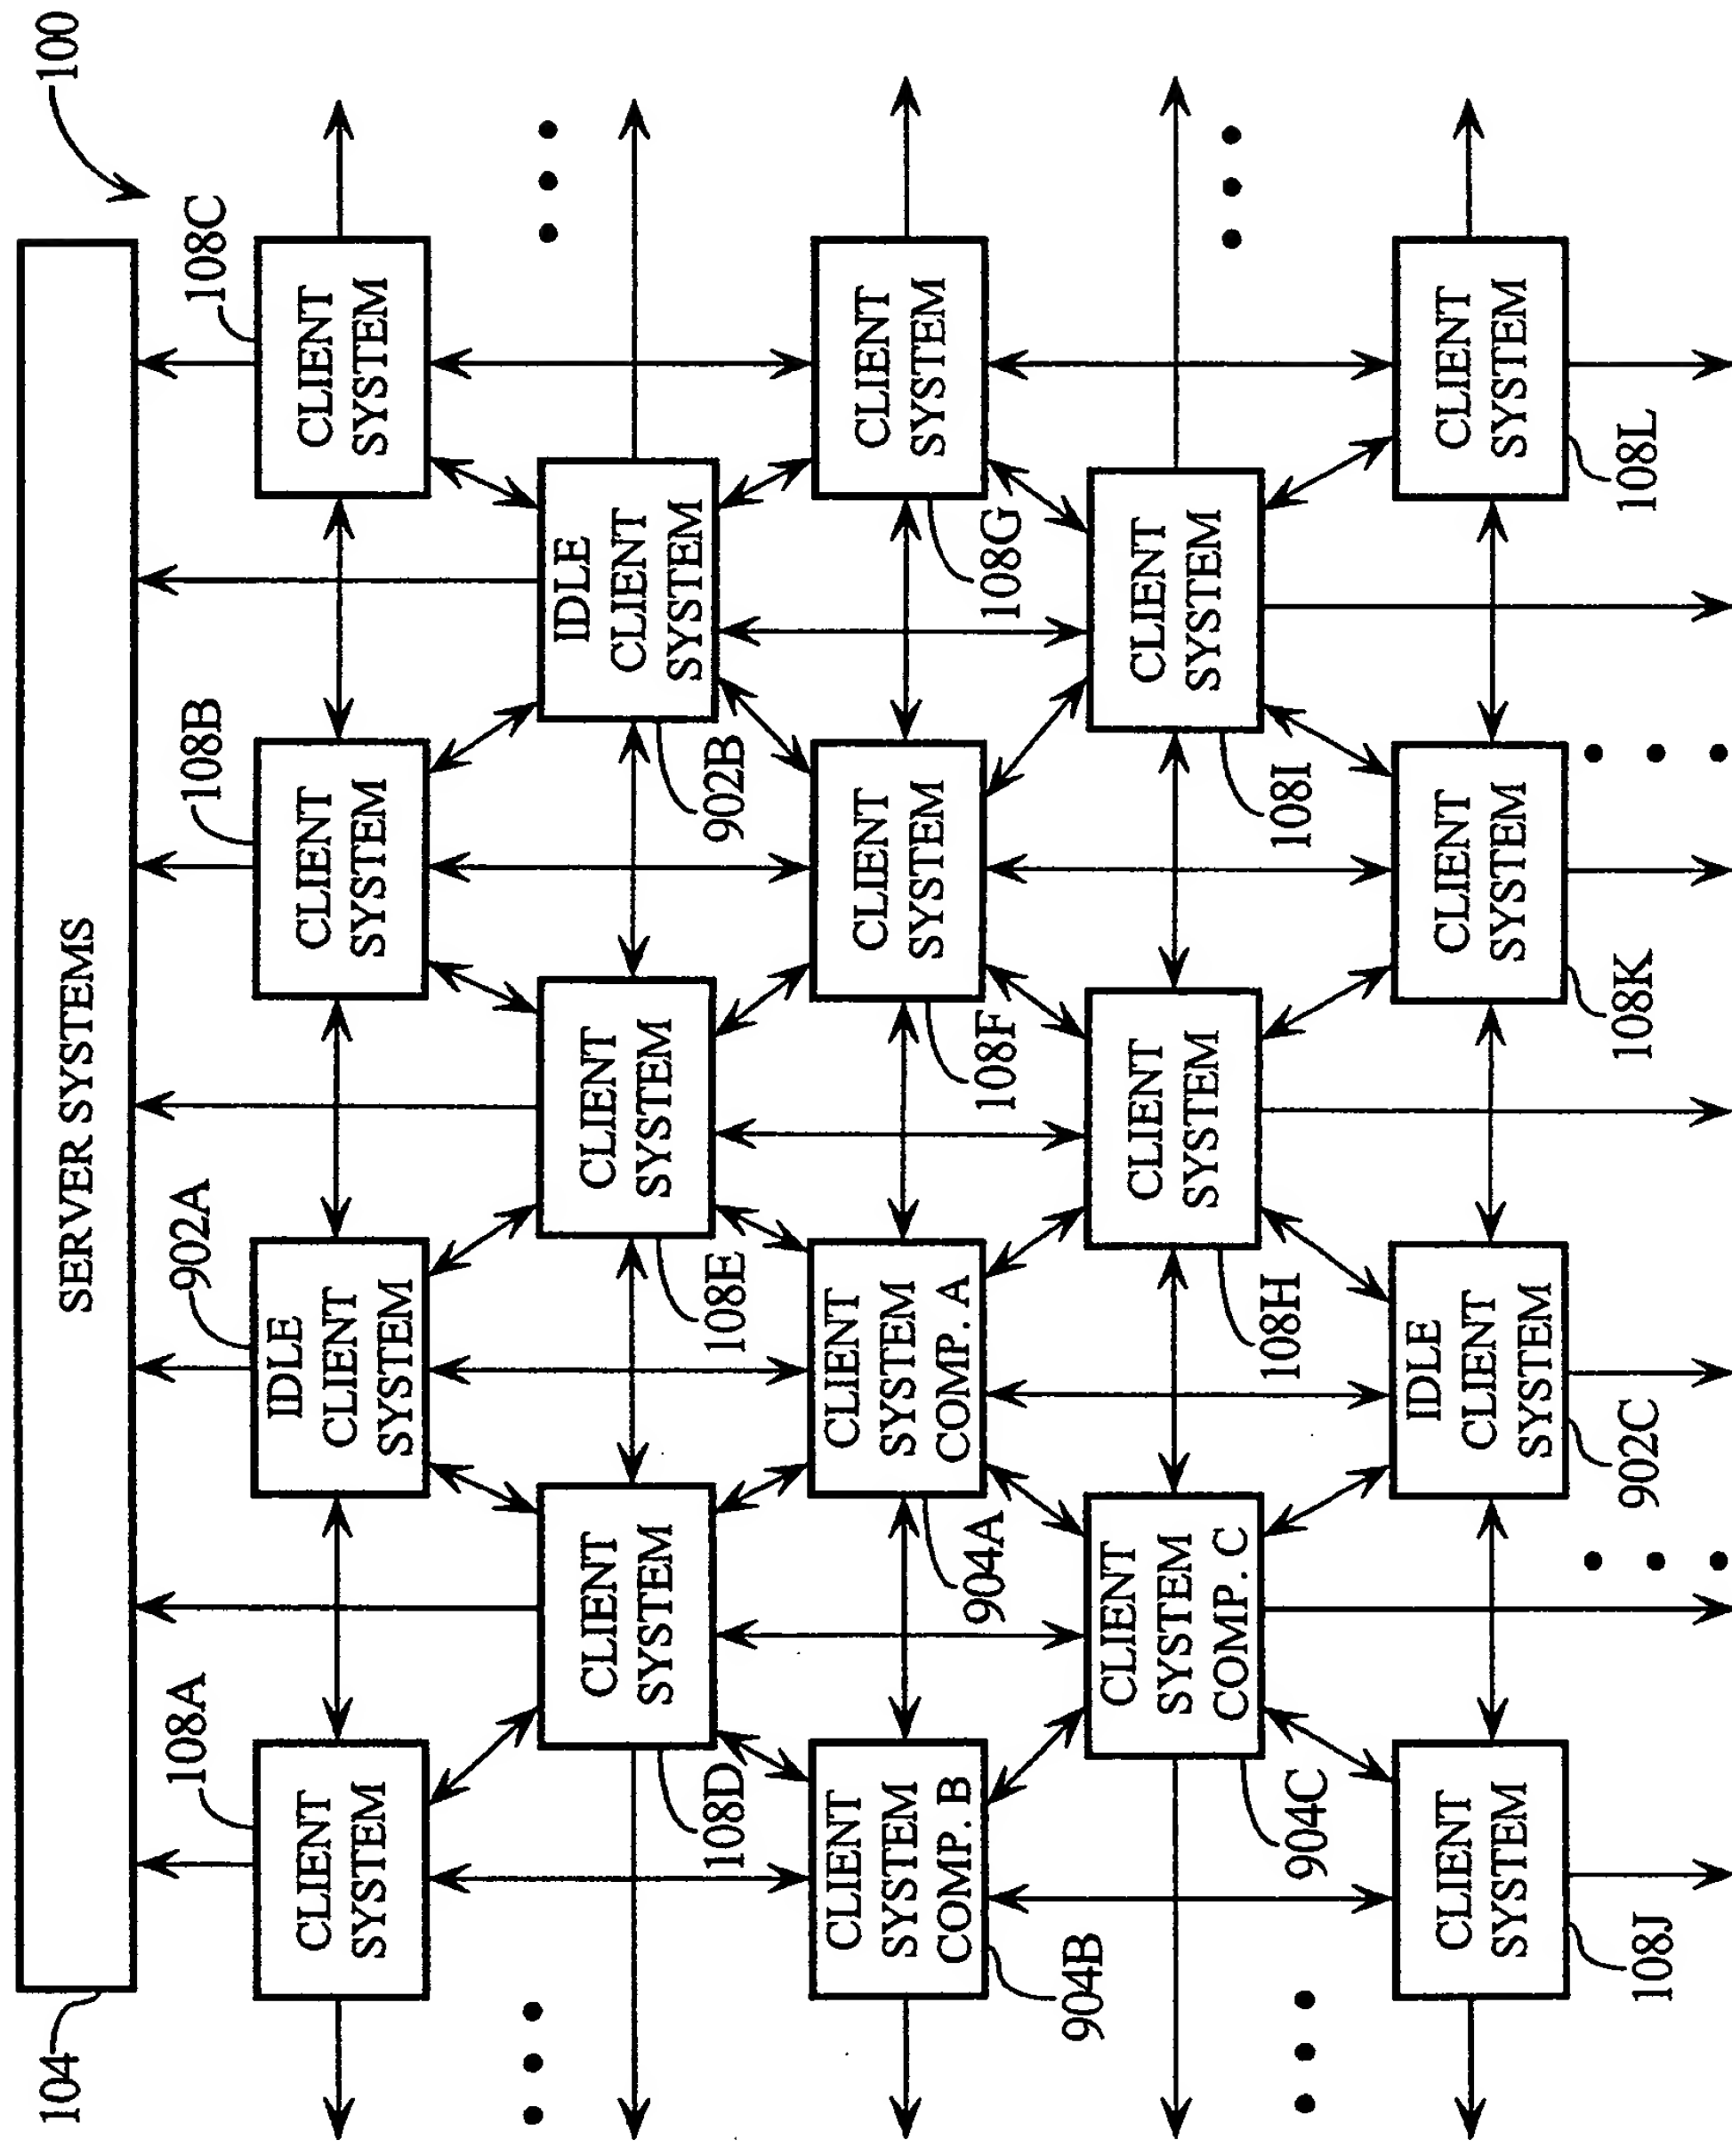 100
104
SERVER SYSTEMS
108A
902A
108B
108C
CLIENT
SYSTEM
IDLE
CLIENT
SYSTEM
CLIENT
SYSTEM
CLIENT
SYSTEM
CLIENT
SYSTEM
CLIENT
SYSTEM
IDLE
CLIENT
SYSTEM
108D
108E
902B
CLIENT
SYSTEM
COMP. B
CLIENT
SYSTEM
COMP. A
CLIENT
SYSTEM
CLIENT
SYSTEM
904B
904A
108F
108G
CLIENT
SYSTEM
COMP. C
CLIENT
SYSTEM
CLIENT
SYSTEM
904C
108H
108I
CLIENT
SYSTEM
IDLE
CLIENT
SYSTEM
CLIENT
SYSTEM
CLIENT
SYSTEM
108J
902C
108K
108L